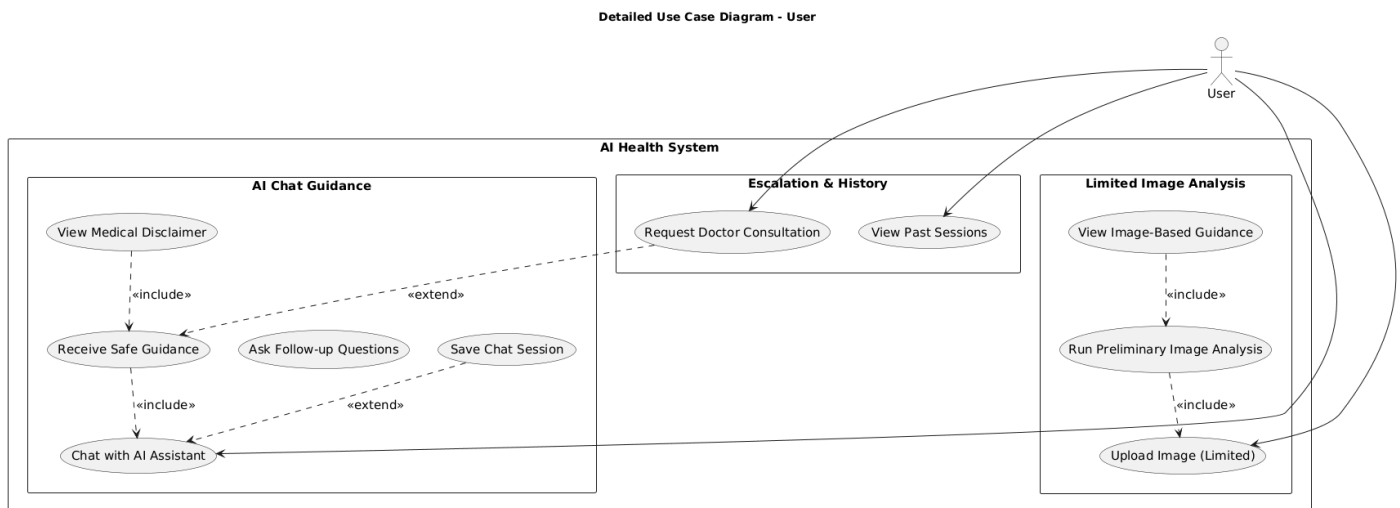 Detailed Use Case Diagram - User
User
AI Health System
AI Chat Guidance
Escalation & History
Limited Image Analysis
View Medical Disclaimer
Request Doctor Consultation
View Past Sessions
View Image-Based Guidance
«include»
«extend»
«include»
Receive Safe Guidance
Ask Follow-up Questions
Save Chat Session
Run Preliminary Image Analysis
«include»
«extend»
«include»
Chat with AI Assistant
Upload Image (Limited)